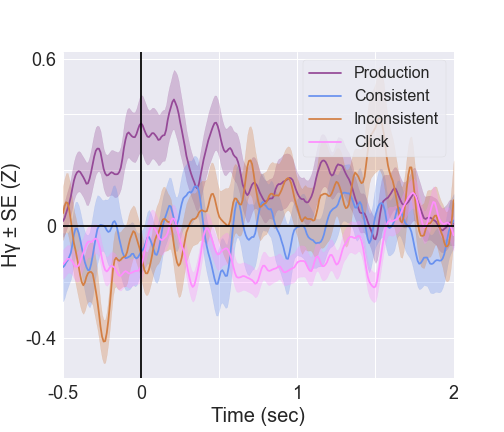 Hγ ± SE (Z)
0.6
0
-0.4
Production
Consistent
Inconsistent
Click
-0.5 0 1 2
Time (sec)